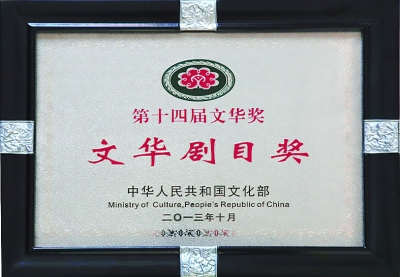 第十四届文华奖
文华剧目奖
中华人民共和国文化部
Ministry of Culture,People's Republic of China
二〇一三年十月